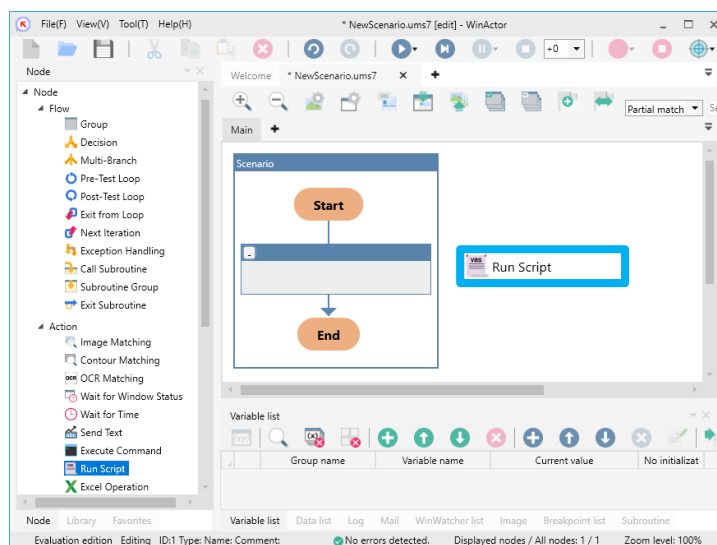 File(F) View(V) Tool(T) Help(H) * NewScenario.ums7 [edit] - WinActor
+0
Node
Welcome * NewScenario.ums7
Node
Flow
Group
Decision
Multi-Branch
Pre-Test Loop
Post-Test Loop
Exit from Loop
Next Iteration
Exception Handling
Call Subroutine
Subroutine Group
Exit Subroutine
Action
Image Matching
Contour Matching
OCR Matching
Wait for Window Status
Wait for Time
Send Text
Execute Command
Run Script
Excel Operation
Node Library Favorites
Partial match
Main
Scenario
Start
End
VBS
Run Script
Variable list
Group name Variable name Current value No initializat
Variable list Data list Log Mail WinWatcher list Image Breakpoint list Subroutine
Evaluation edition Editing ID:1 Type: Name: Comment: No errors detected. Displayed nodes / All nodes: 1 / 1 Zoom level: 100%